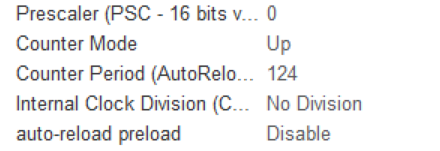 Prescaler (PSC - 16 bits v... 0
Counter Mode Up
Counter Period (AutoRelo... 124
Internal Clock Division (C... No Division
auto-reload preload Disable